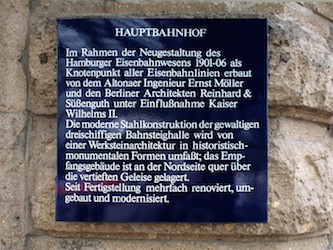 HAUPTBAHNHOF
Im Rahmen der Neugestaltung des
Hamburger Eisenbahnwesens 1901-06 als
Knotenpunkt aller Eisenbahnlinien erbaut
von dem Altonaer Ingenieur Ernst Möller
und den Berliner Architekten Reinhard &
Süßenguth unter Einflußnahme Kaiser
Wilhelms II.
Die moderne Stahlkonstruktion der gewaltigen
dreischiffigen Bahnsteighalle wird von
einer Werksteinarchitektur in historistisch-
monumentalen Formen umfaßt; das Emp-
fangsgebäude ist an der Nordseite quer über
die vertieften Geleise gelagert.
Seit Fertigstellung mehrfach renoviert, um-
gebaut und modernisiert.